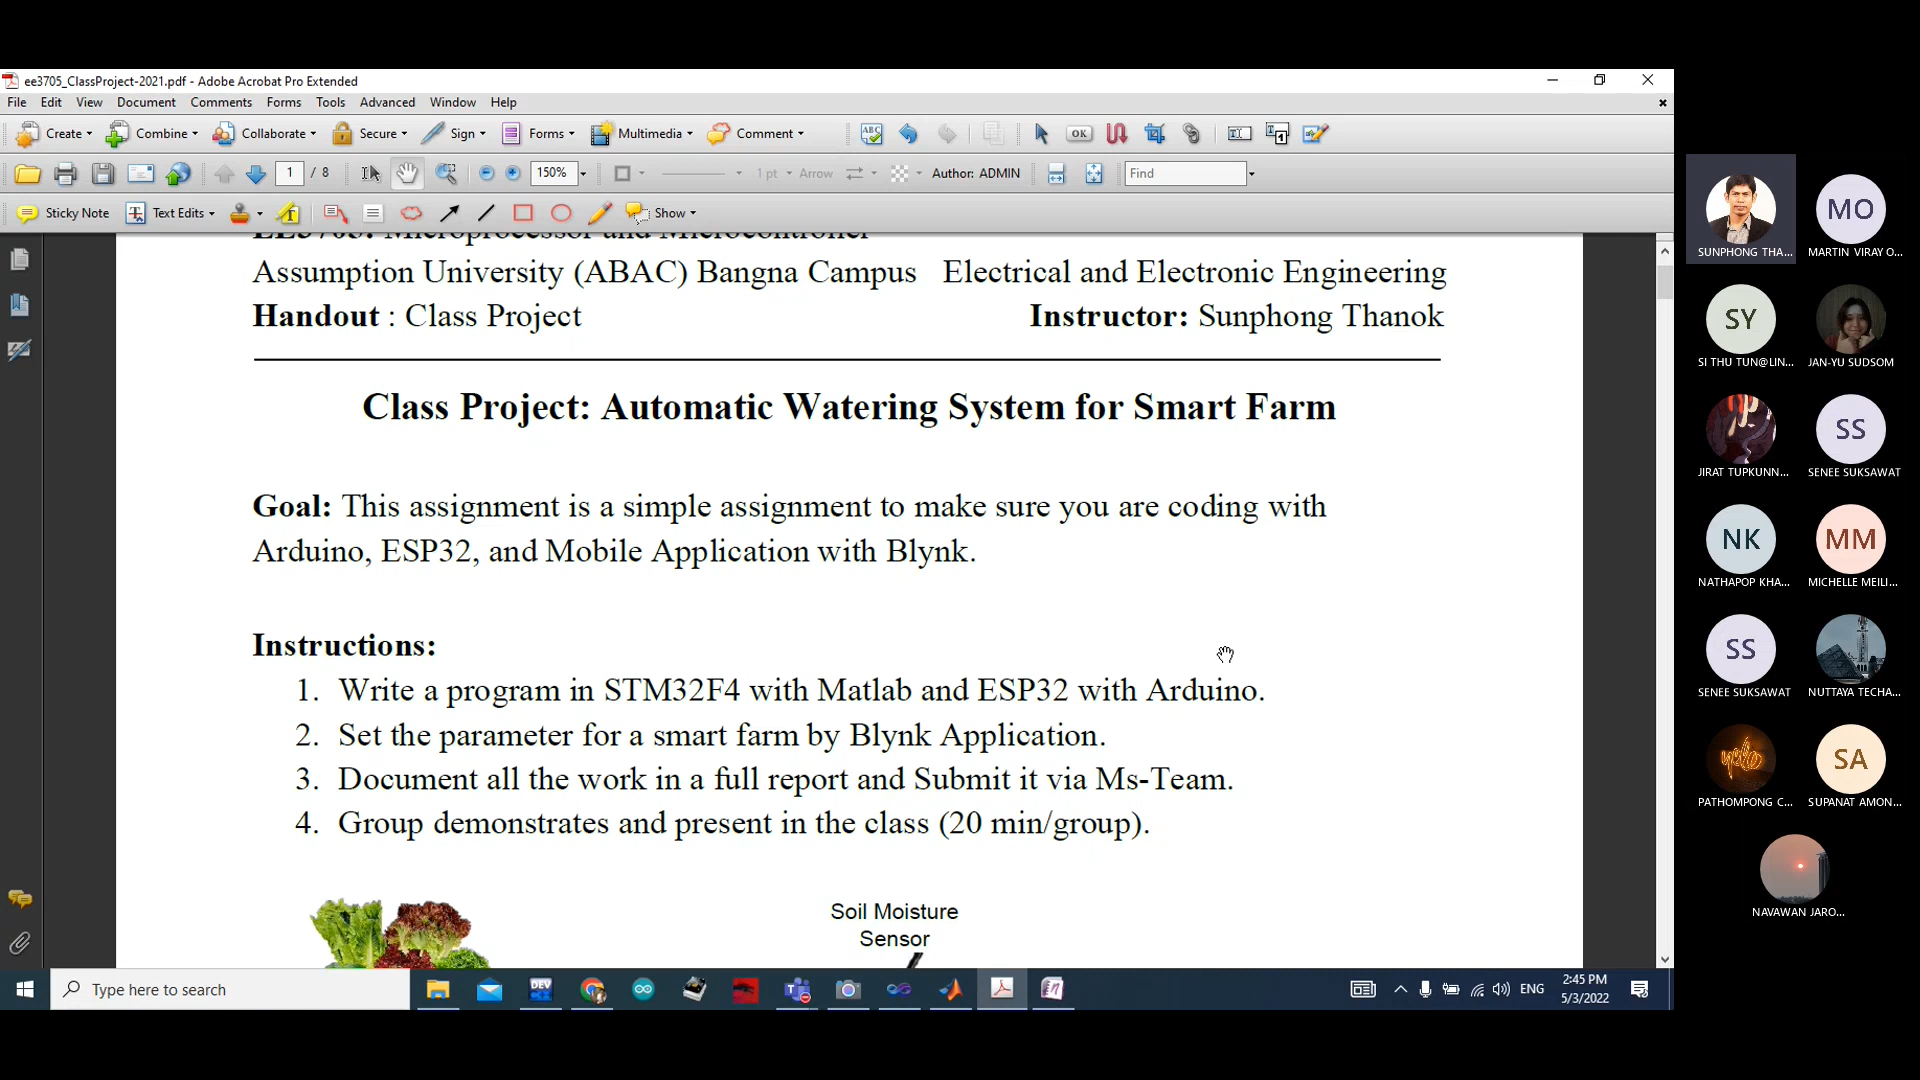 ee3705_ClassProject-2021.pdf - Adobe Acrobat Pro Extended
File Edit View Document Comments Forms Tools Advanced Window Help
Create Combine Collaborate Secure Sign Forms Multimedia Comment ABC OK
1 / 8 150% 1 pt Arrow Author: ADMIN Find
Sticky Note Text Edits Show
EE3705: Microprocessor and Microcontroller
Assumption University (ABAC) Bangna Campus Electrical and Electronic Engineering
Handout : Class Project Instructor: Sunphong Thanok
Class Project: Automatic Watering System for Smart Farm
Goal: This assignment is a simple assignment to make sure you are coding with
Arduino, ESP32, and Mobile Application with Blynk.
Instructions:
1. Write a program in STM32F4 with Matlab and ESP32 with Arduino.
2. Set the parameter for a smart farm by Blynk Application.
3. Document all the work in a full report and Submit it via Ms-Team.
4. Group demonstrates and present in the class (20 min/group).
Soil Moisture
Sensor
Type here to search
DEV
ENG
2:45 PM
5/3/2022
MO
SUNPHONG THA... MARTIN VIRAY O...
SY
SI THU TUN@LIN... JAN-YU SUDSOM
SS
JIRAT TUPKUNN... SENEE SUKSAWAT
NK MM
NATHAPOP KHA... MICHELLE MEILI...
SS
SENEE SUKSAWAT NUTTAYA TECHA...
yolo SA
PATHOMPONG C... SUPANAT AMON...
NAVAWAN JARO...